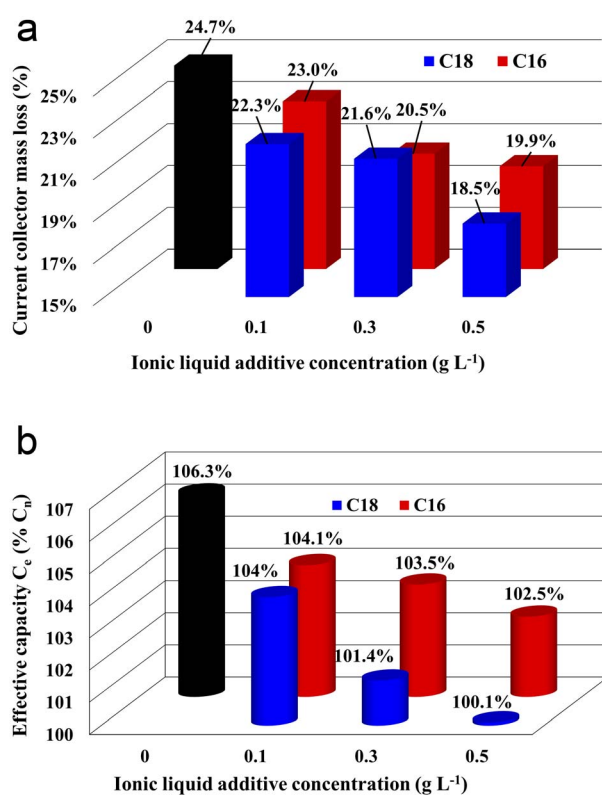 a
24.7%
C18 C16
25%
23%
21%
19%
17%
15%
Current collector mass loss (%)
22.3%
23.0%
21.6%
20.5%
18.5%
19.9%
0 0.1 0.3 0.5
Ionic liquid additive concentration (g L⁻¹)
b
106.3%
C18 C16
107
106
105
104
103
102
101
100
Effective capacity Cₑ (% Cₙ)
104%
104.1%
101.4%
103.5%
100.1%
102.5%
0 0.1 0.3 0.5
Ionic liquid additive concentration (g L⁻¹)